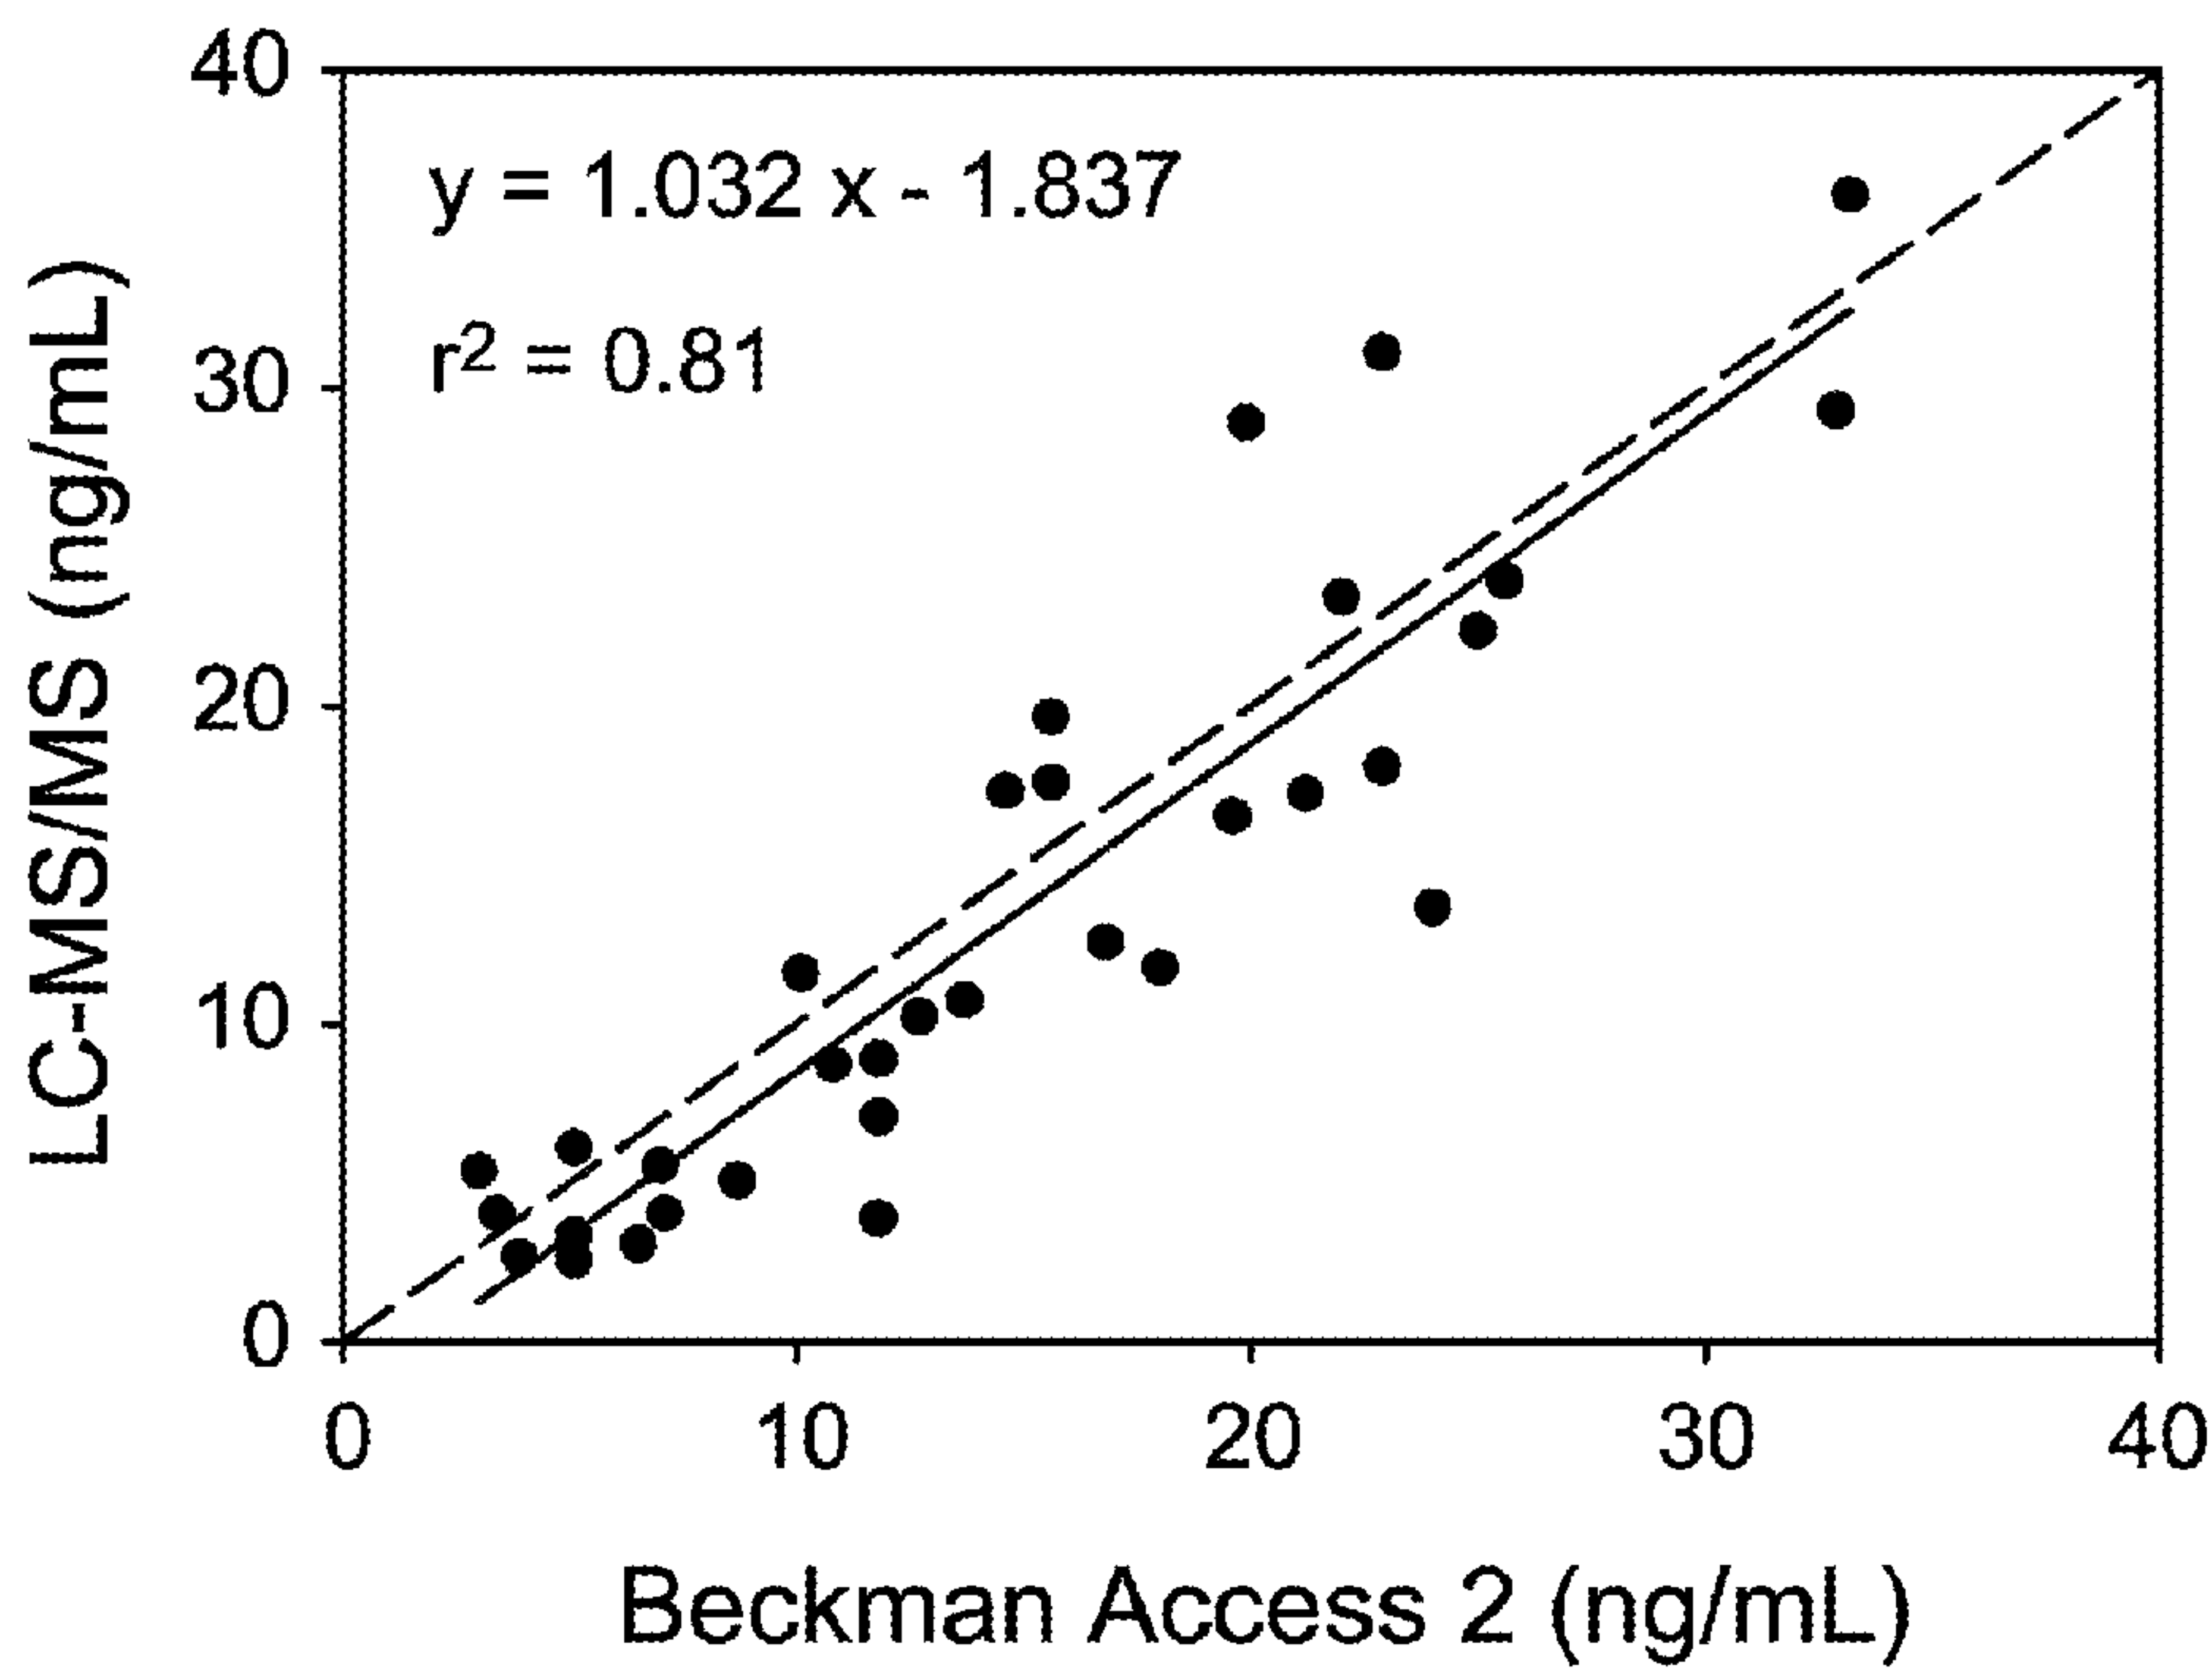 40
y = 1.032 x - 1.837
r² = 0.81
30
20
10
0
LC-MS/MS (ng/mL)
0 10 20 30 40
Beckman Access 2 (ng/mL)